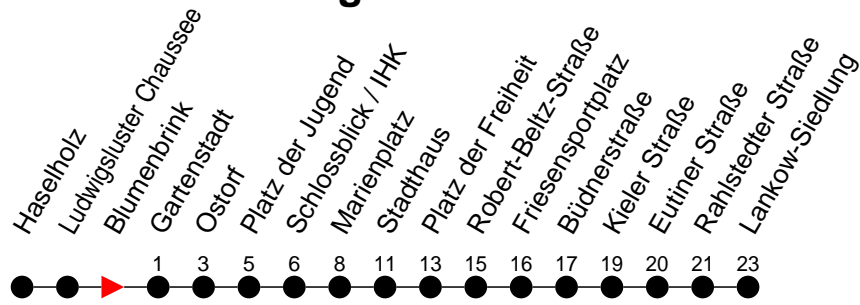 Haselholz
Ludwigsluster Chaussee
Blumenbrink
Gartenstadt
Ostorf
Platz der Jugend
Schlossblick / IHK
Marienplatz
Stadthaus
Platz der Freiheit
Robert-Beltz-Straße
Friesensportplatz
Büdnerstraße
Kieler Straße
Eutiner Straße
Rahlstedter Straße
Lankow-Siedlung
1 3 5 6 8 11 13 15 16 17 19 20 21 23